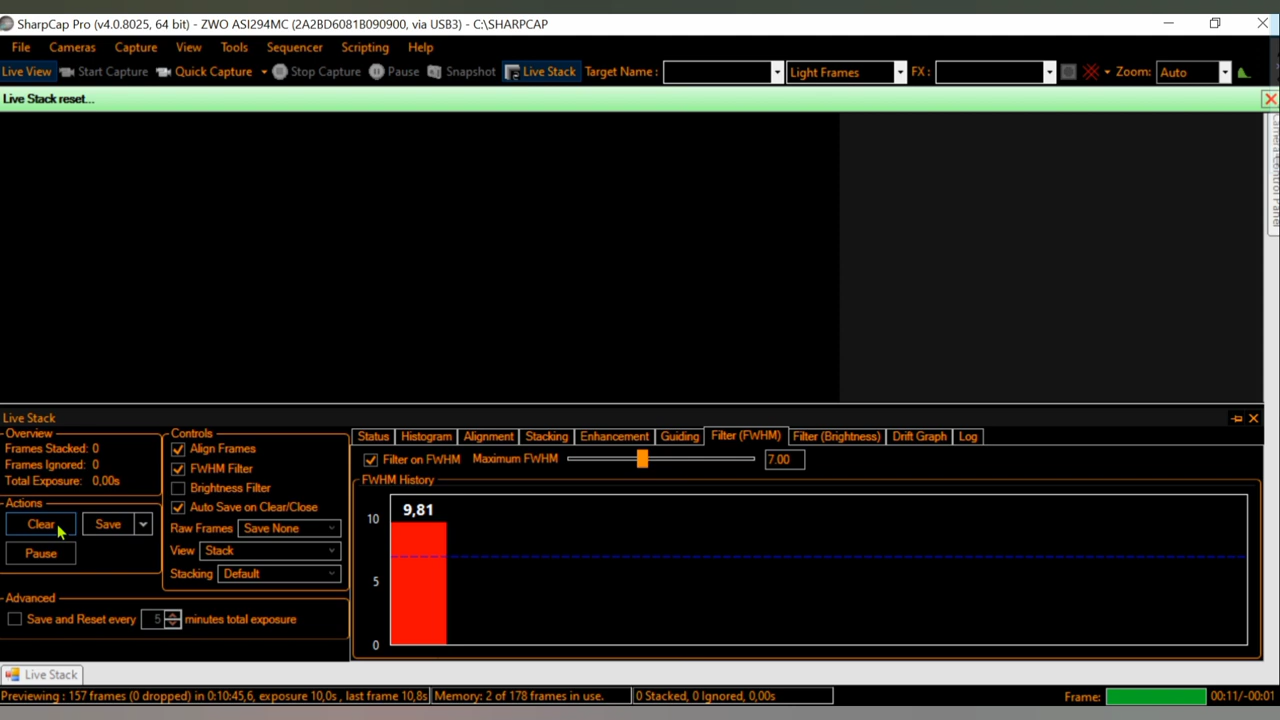 SharpCap Pro (v4.0.8025, 64 bit) - ZWO ASI294MC (2A2BD6081B090900, via USB3) - C:\SHARPCAP
File Cameras Capture View Tools Sequencer Scripting Help
Live View Start Capture Quick Capture Stop Capture Pause Snapshot Live Stack Target Name : Light Frames FX : Zoom: Auto
Live Stack reset...
Camera Control Panel
Live Stack
Overview
Frames Stacked: 0
Frames Ignored: 0
Total Exposure: 0,00s
Actions
Clear Save
Pause
Controls
Align Frames
FWHM Filter
Brightness Filter
Auto Save on Clear/Close
Raw Frames Save None
View Stack
Stacking Default
Advanced
Save and Reset every 5 minutes total exposure
Status Histogram Alignment Stacking Enhancement Guiding Filter (FWHM) Filter (Brightness) Drift Graph Log
Filter on FWHM Maximum FWHM 7.00
FWHM History
9,81
10
5
0
Live Stack
Previewing : 157 frames (0 dropped) in 0:10:45,6, exposure 10,0s , last frame 10,8s Memory: 2 of 178 frames in use. 0 Stacked, 0 Ignored, 0,00s Frame: 00:11/-00:01